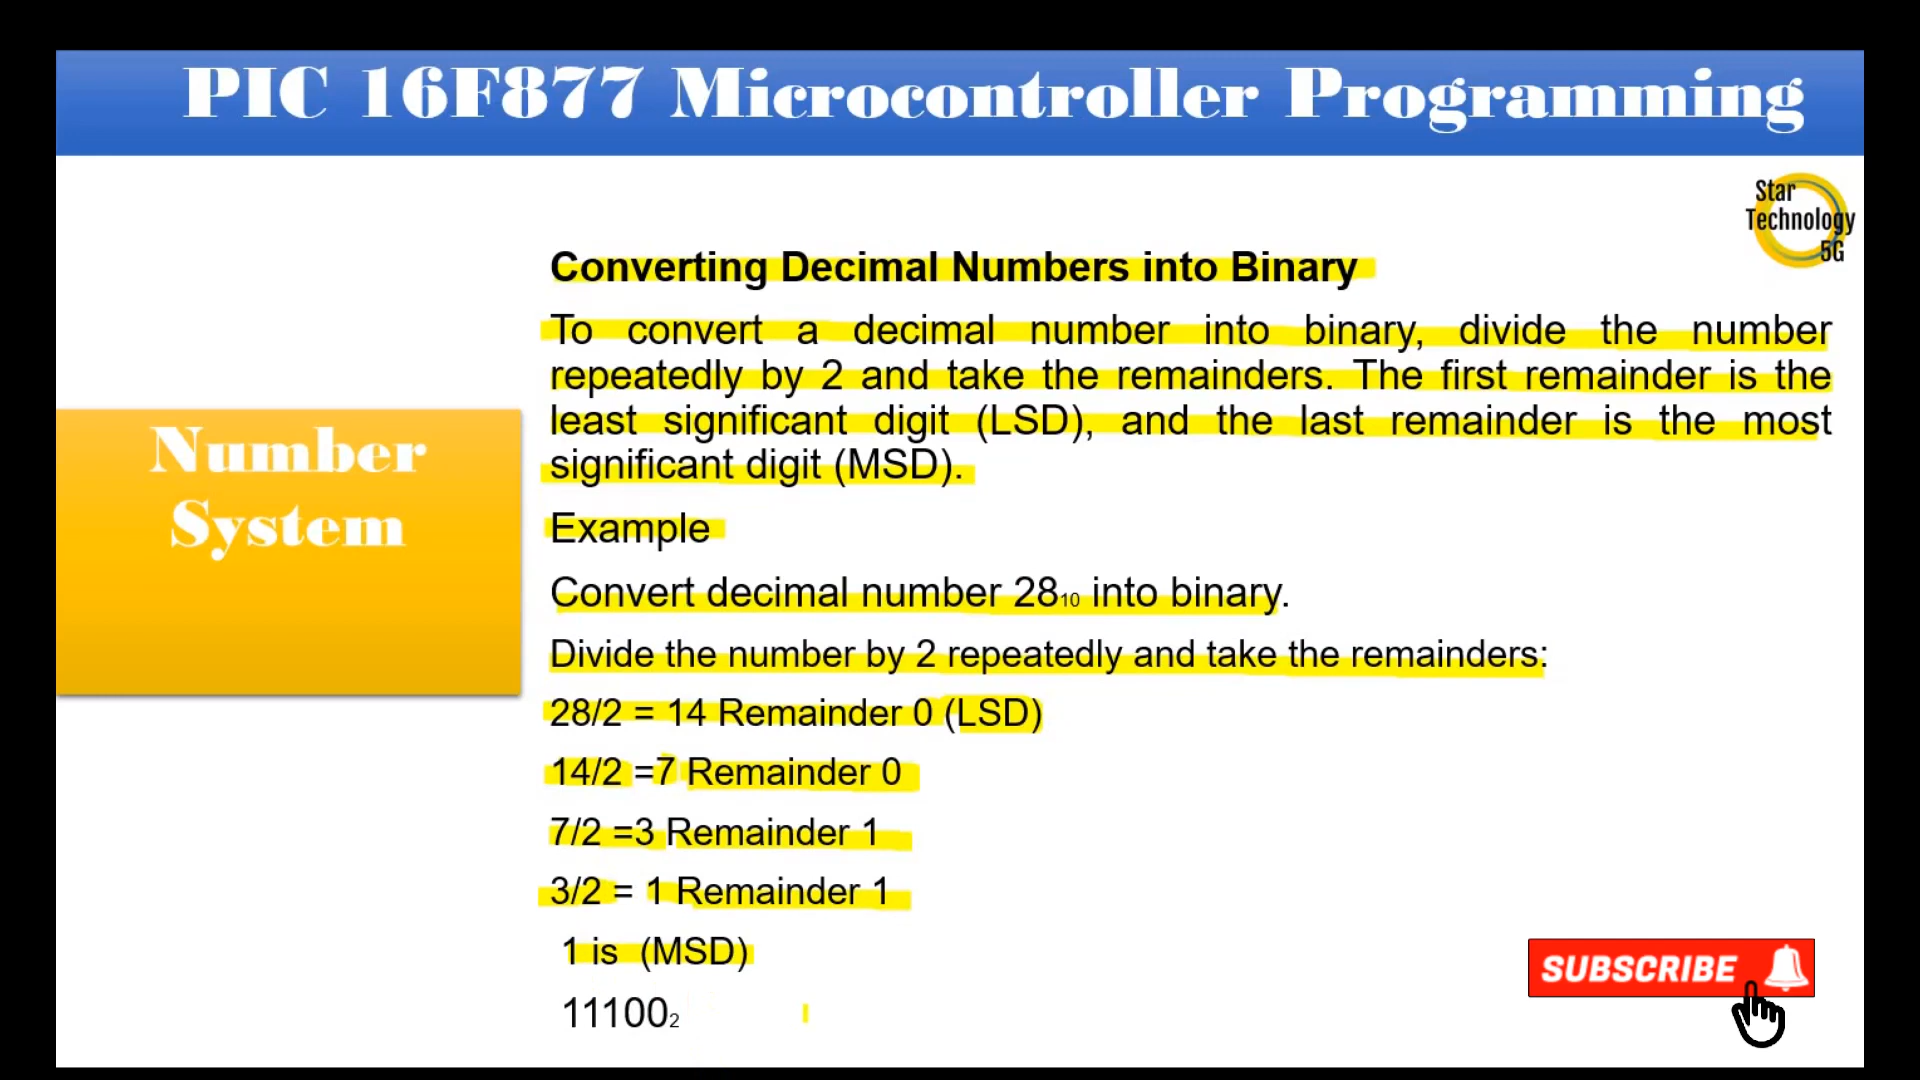 PIC 16F877 Microcontroller Programming
Star
Technology
5G
Number
System
Converting Decimal Numbers into Binary
To convert a decimal number into binary, divide the number
repeatedly by 2 and take the remainders. The first remainder is the
least significant digit (LSD), and the last remainder is the most
significant digit (MSD).
Example
Convert decimal number 28₁₀ into binary.
Divide the number by 2 repeatedly and take the remainders:
28/2 = 14 Remainder 0 (LSD)
14/2 =7 Remainder 0
7/2 =3 Remainder 1
3/2 = 1 Remainder 1
1 is (MSD)
11100₂
SUBSCRIBE